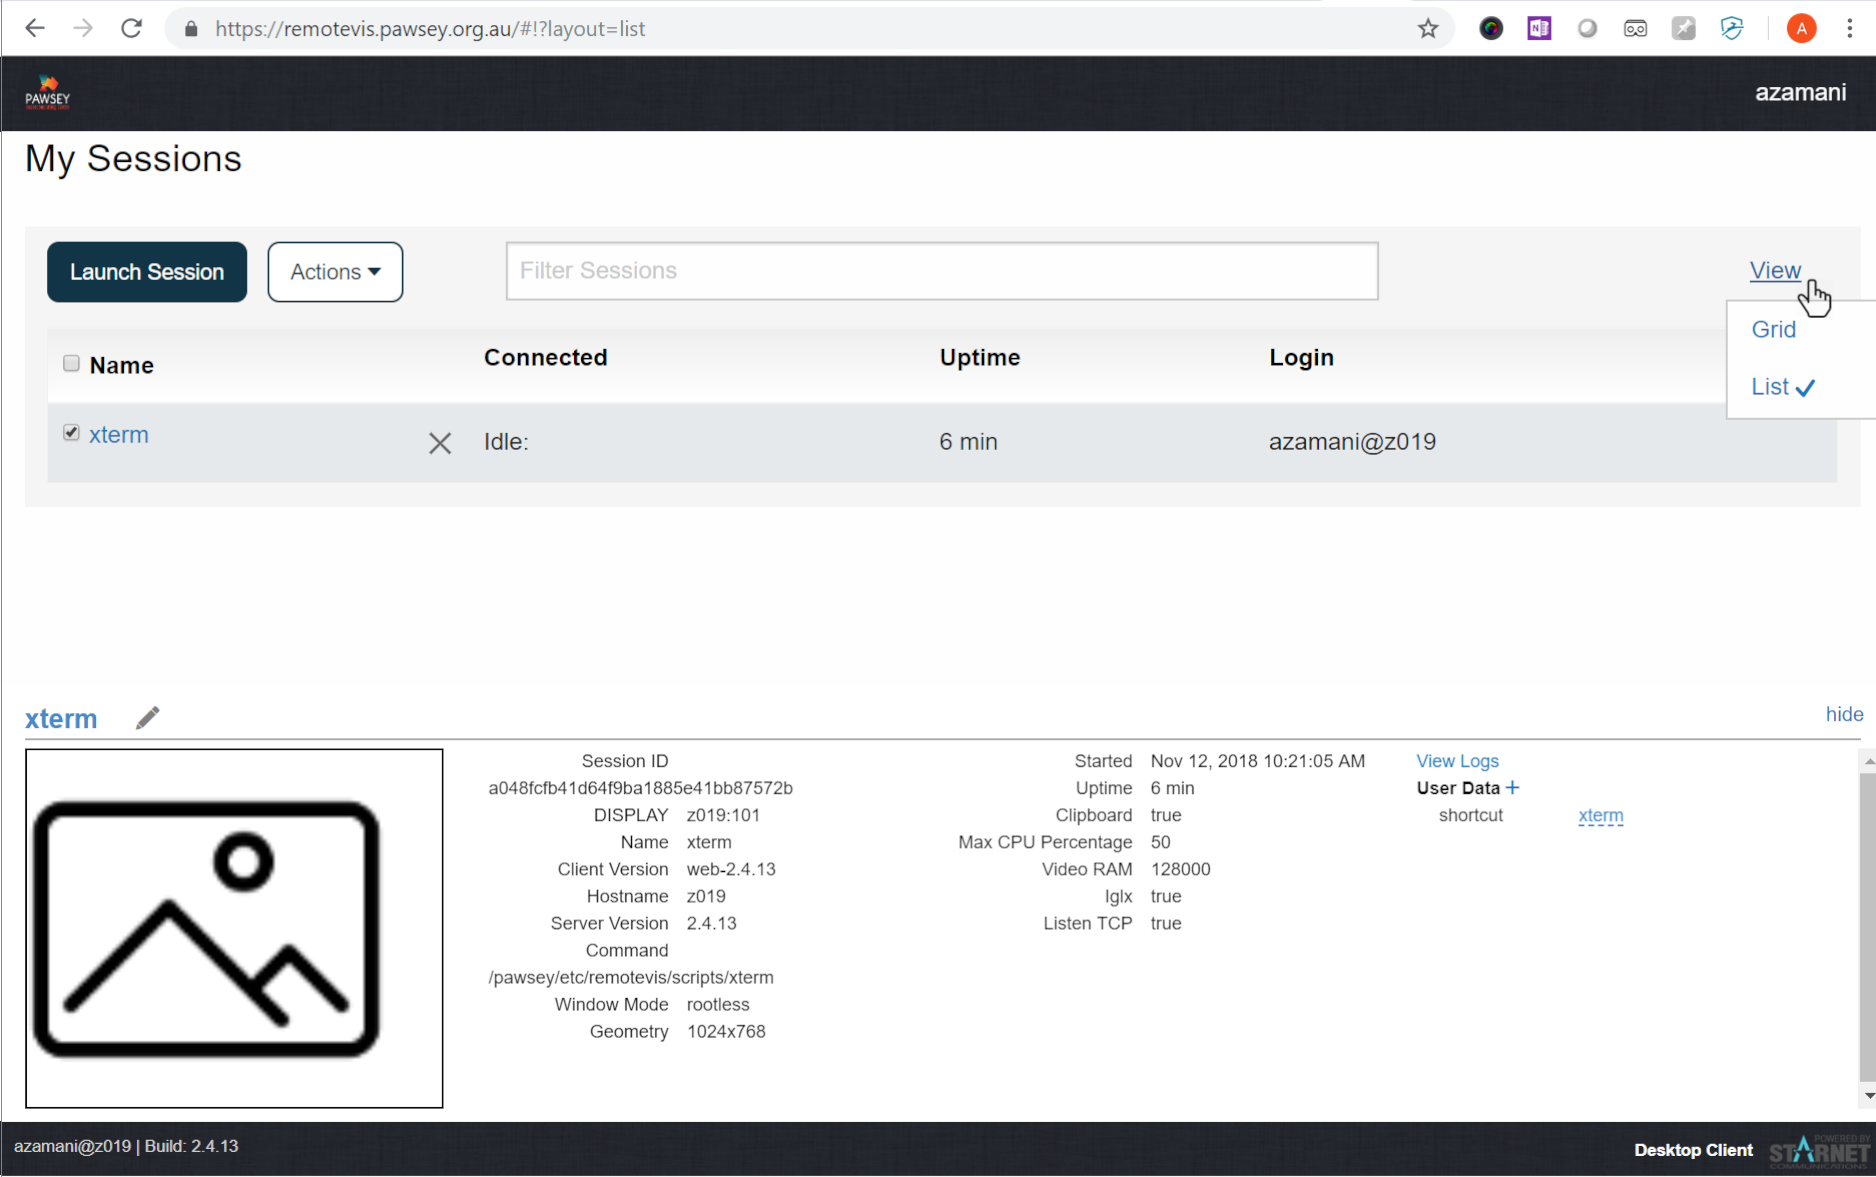 https://remotevis.pawsey.org.au/#!?layout=list
A
PAWSEY
azamani
My Sessions
Launch Session
Actions
Filter Sessions
View
Grid
List
Name
Connected
Uptime
Login
xterm
Idle:
6 min
azamani@z019
xterm
hide
Session ID
a048fcfb41d64f9ba1885e41bb87572b
DISPLAY z019:101
Name xterm
Client Version web-2.4.13
Hostname z019
Server Version 2.4.13
Command
/pawsey/etc/remotevis/scripts/xterm
Window Mode rootless
Geometry 1024x768
Started Nov 12, 2018 10:21:05 AM
Uptime 6 min
Clipboard true
Max CPU Percentage 50
Video RAM 128000
Iglx true
Listen TCP true
View Logs
User Data +
shortcut xterm
azamani@z019 | Build: 2.4.13
Desktop Client
POWERED BY
STARNET
COMMUNICATIONS